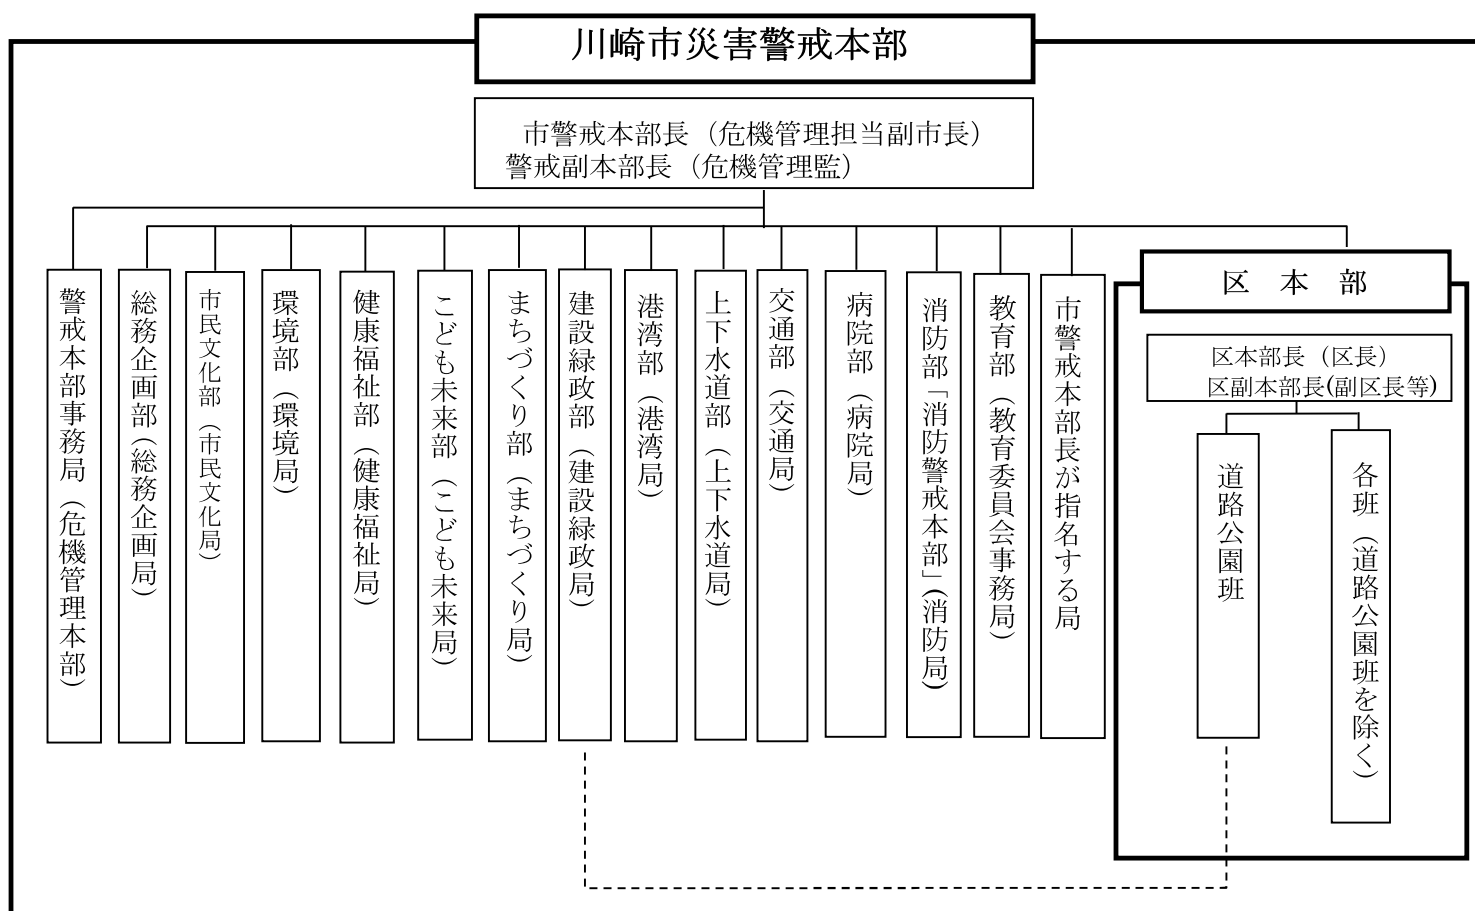 川崎市災害警戒本部
市警戒本部長（危機管理担当副市長）
警戒副本部長（危機管理監）
警戒本部事務局（危機管理本部）
総務企画部（総務企画局）
市民文化部（市民文化局）
環境部（環境局）
健康福祉部（健康福祉局）
こども未来部（こども未来局）
まちづくり部（まちづくり局）
建設緑政部（建設緑政局）
港湾部（港湾局）
上下水道部（上下水道局）
交通部（交通局）
病院部（病院局）
消防部「消防警戒本部」（消防局）
教育部（教育委員会事務局）
市警戒本部長が指名する局
区　本　部
区本部長（区長）
区副本部長(副区長等)
道路公園班
各班（道路公園班を除く）